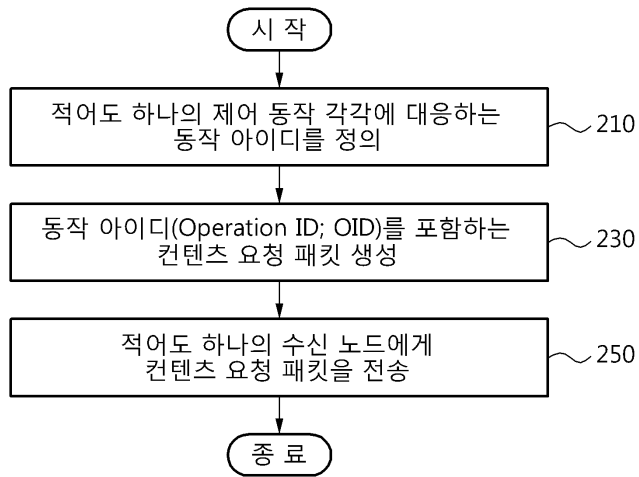 시 작
적어도 하나의 제어 동작 각각에 대응하는
동작 아이디를 정의
210
동작 아이디(Operation ID; OID)를 포함하는
컨텐츠 요청 패킷 생성
230
적어도 하나의 수신 노드에게
컨텐츠 요청 패킷을 전송
250
종 료